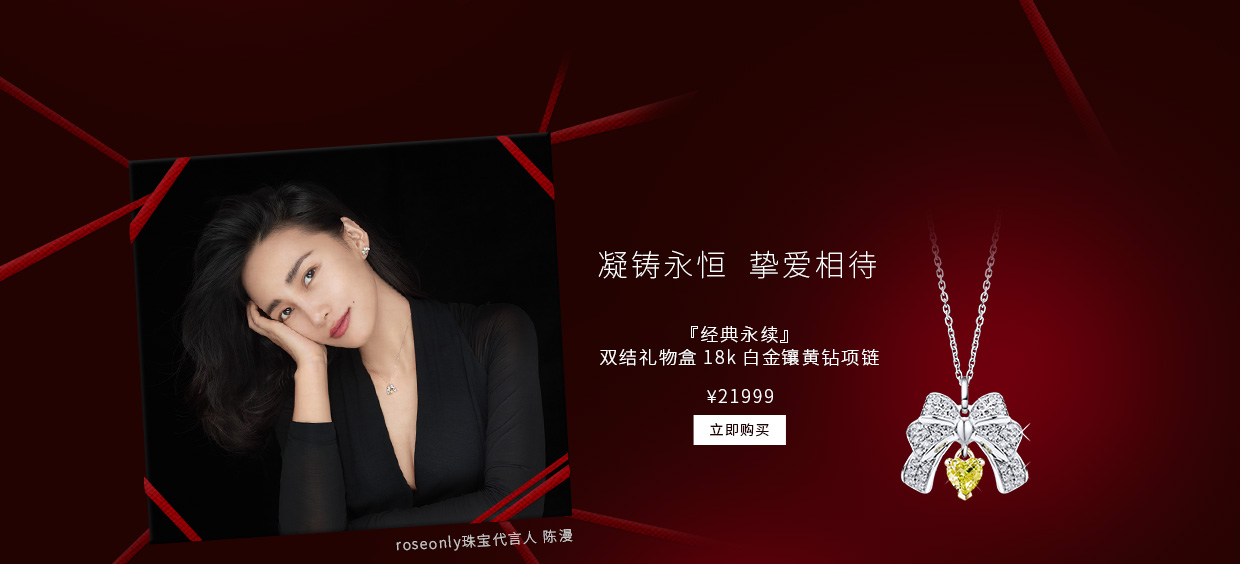 凝铸永恒 挚爱相待
『经典永续』
双结礼物盒 18k 白金镶黄钻项链
¥21999
立即购买
roseonly珠宝代言人 陈漫